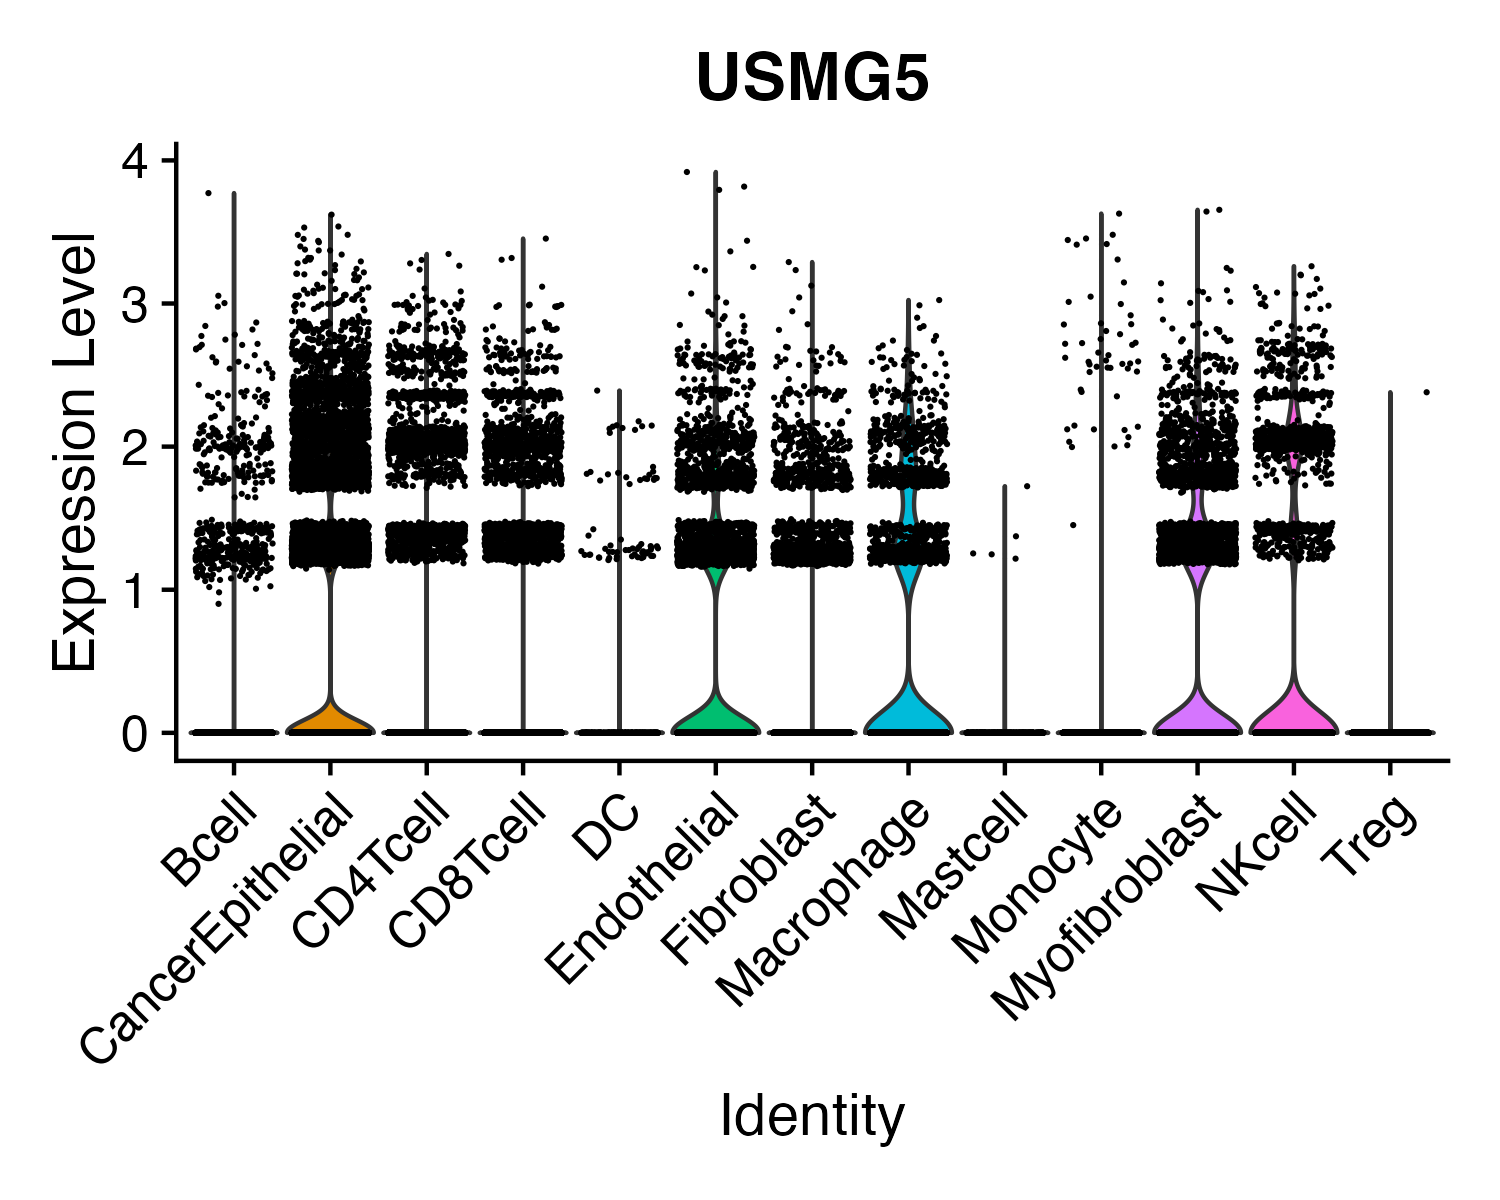 USMG5
Expression Level
4
3
2
1
0
Bcell
CancerEpithelial
CD4Tcell
CD8Tcell
DC
Endothelial
Fibroblast
Macrophage
Mastcell
Monocyte
Myofibroblast
NKcell
Treg
Identity